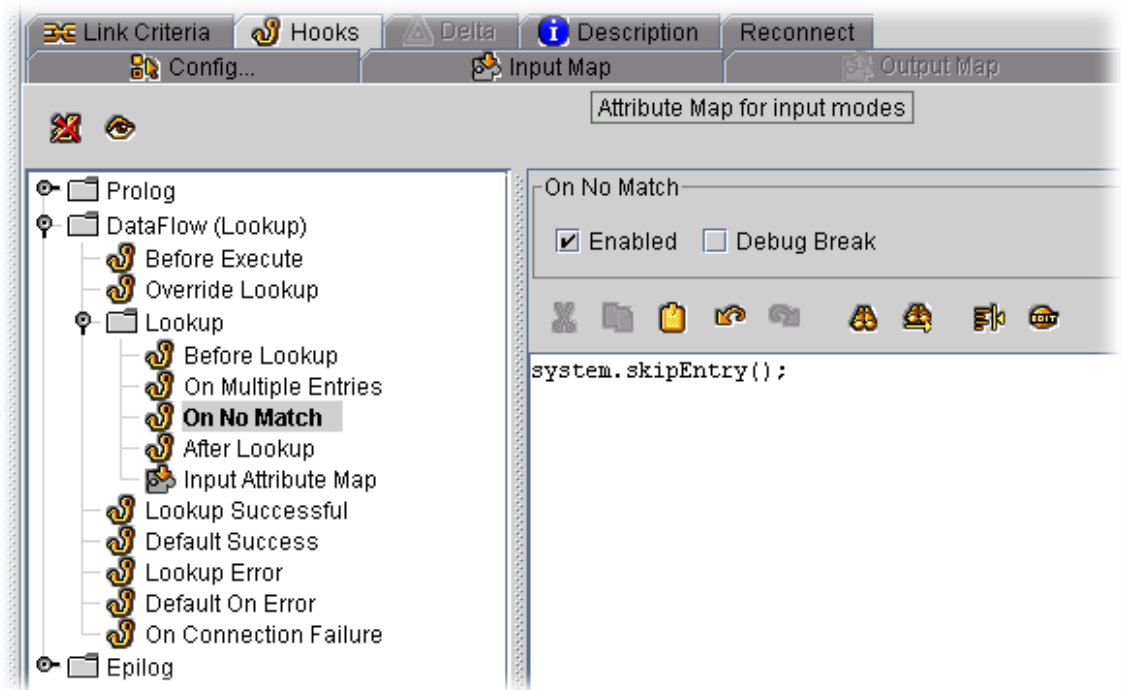 Link Criteria Hooks Delta i Description Reconnect
Config... Input Map Output Map
Attribute Map for input modes
Prolog
DataFlow (Lookup)
Before Execute
Override Lookup
Lookup
Before Lookup
On Multiple Entries
On No Match
After Lookup
Input Attribute Map
Lookup Successful
Default Success
Lookup Error
Default On Error
On Connection Failure
Epilog
On No Match
Enabled Debug Break
EDIT
system.skipEntry();